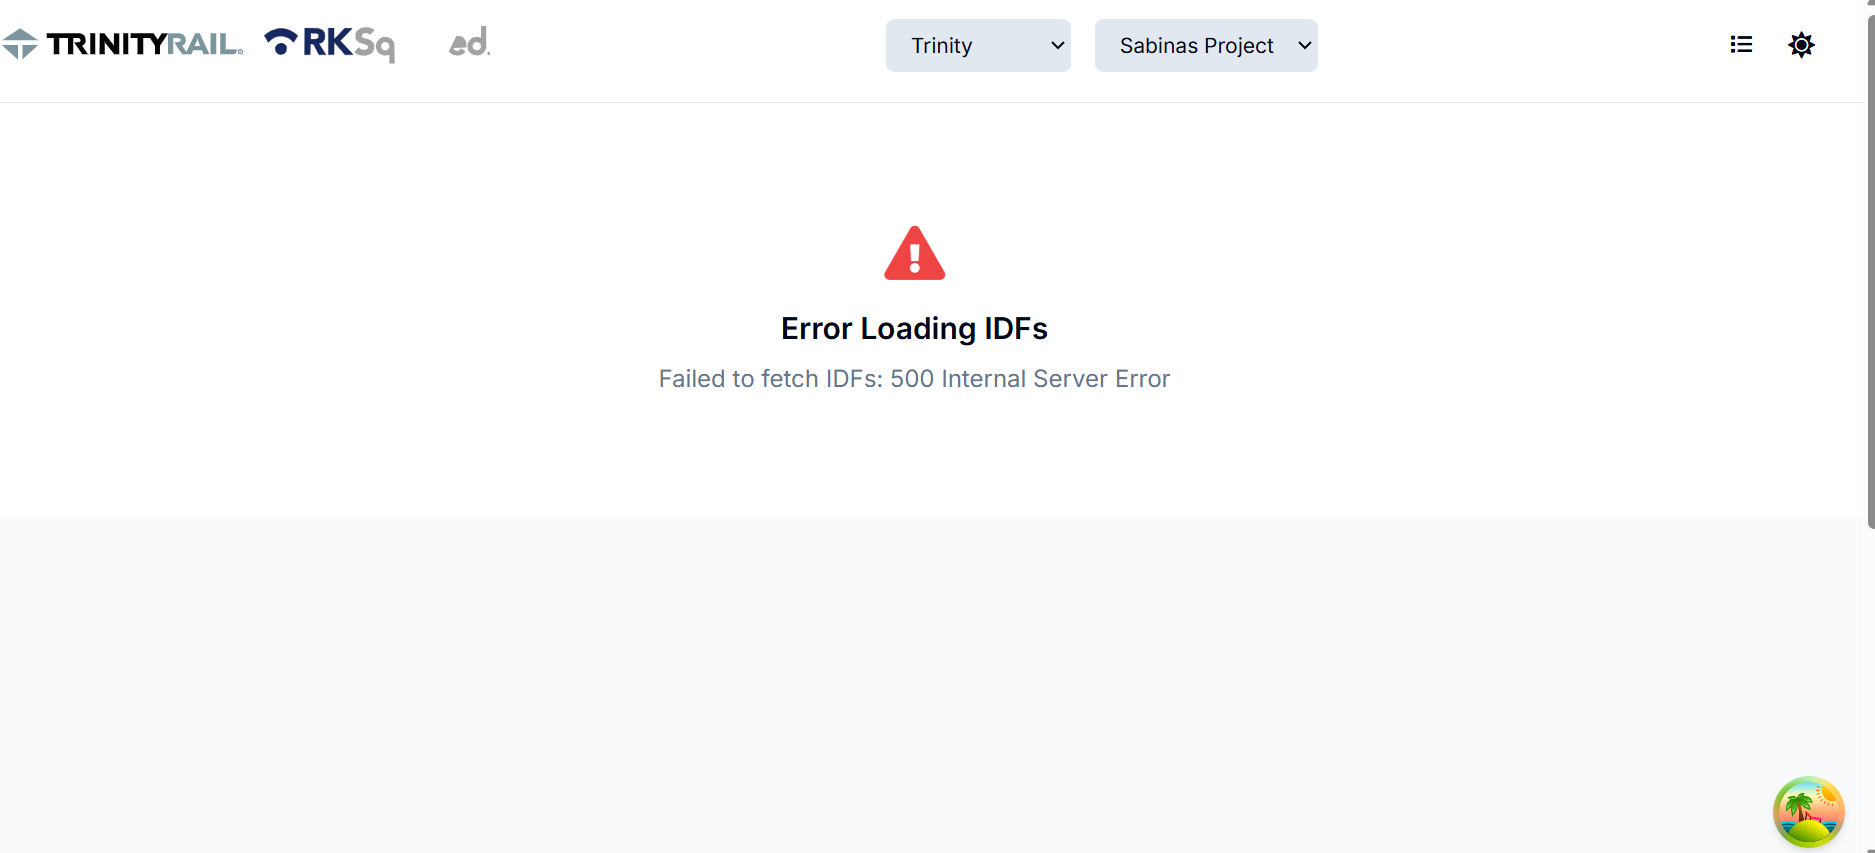 TRINITYRAIL®
RKSq
ed.
Trinity
Sabinas Project
Error Loading IDFs
Failed to fetch IDFs: 500 Internal Server Error